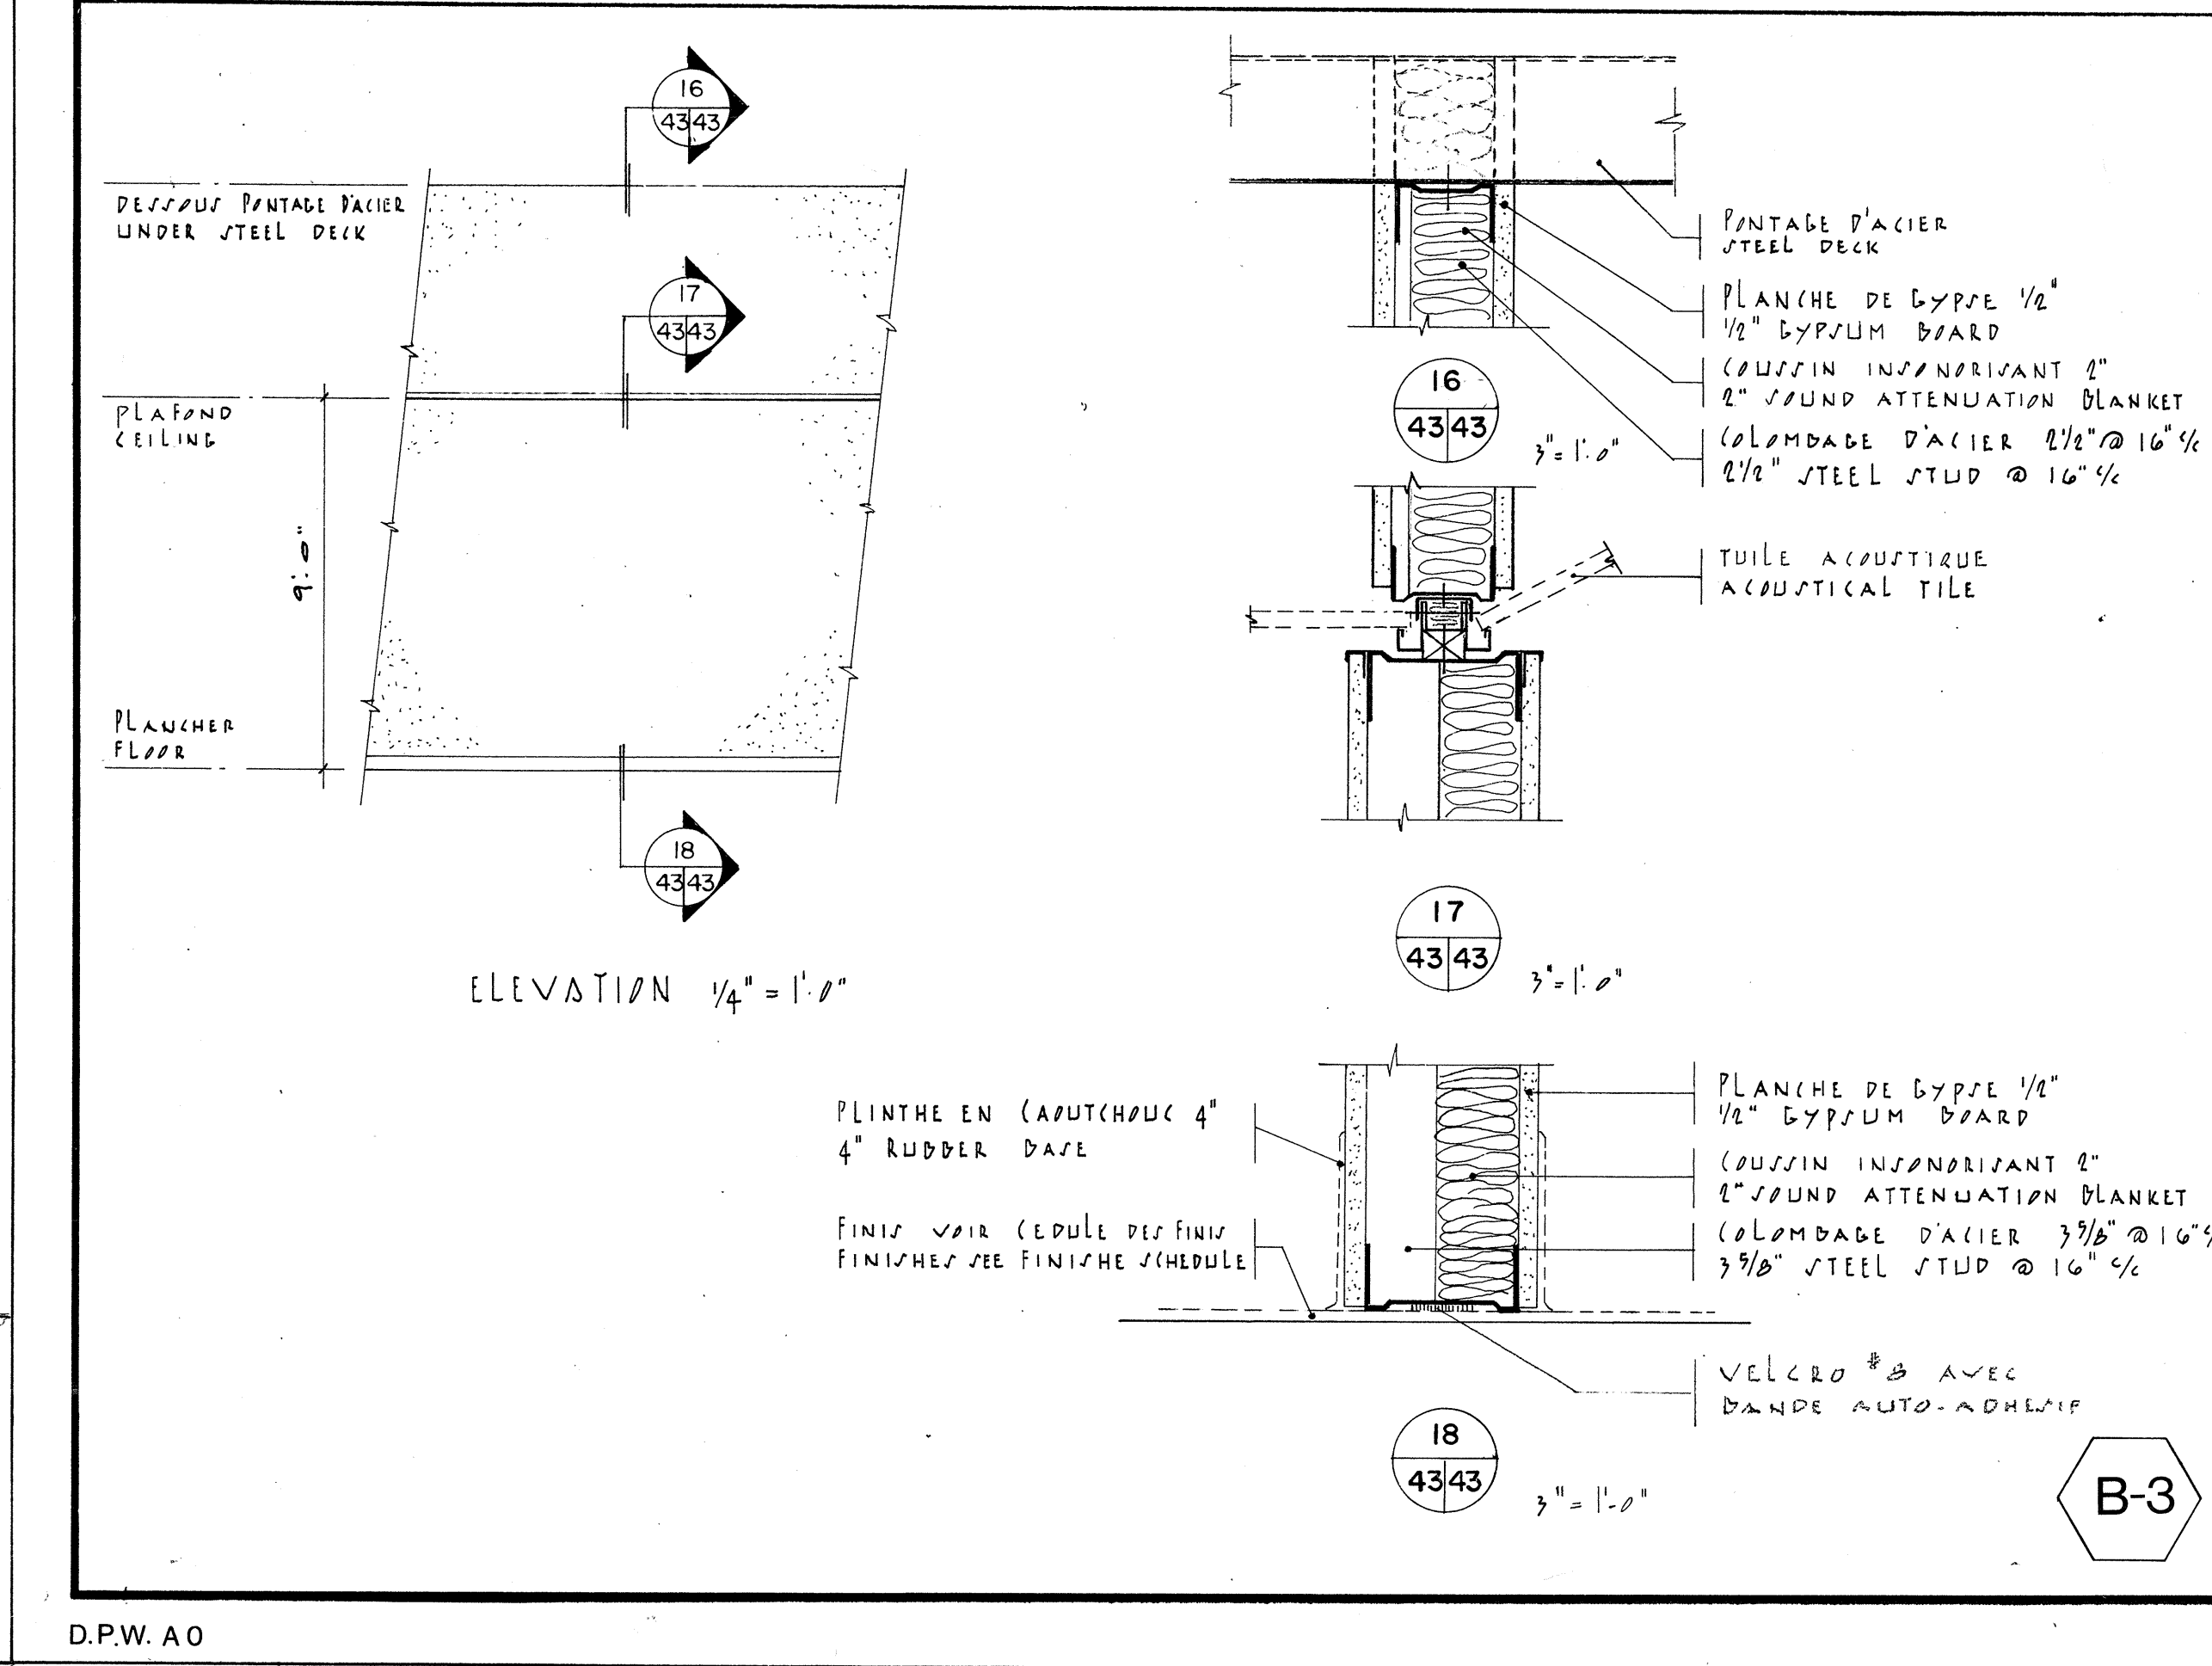 16
43 43
DESSOUS PONTAGE D'ACIER
UNDER STEEL DECK
17
43 43
PLAFOND
CEILING
9'.0"
PLANCHER
FLOOR
18
43 43
ELEVATION 1/4" = 1'.0"
PONTAGE D'ACIER
STEEL DECK
PLANCHE DE GYPSE 1/2"
1/2" GYPSUM BOARD
COUSSIN INSONORISANT 2"
2" SOUND ATTENUATION BLANKET
COLOMBAGE D'ACIER 2 1/2" @ 16" c/c
2 1/2" STEEL STUD @ 16" c/c
16
43 43
3" = 1'.0"
TUILE ACOUSTIQUE
ACOUSTICAL TILE
17
43 43
3" = 1'.0"
PLINTHE EN CAOUTCHOUC 4"
4" RUBBER BASE
FINIS VOIR CEDULE DES FINIS
FINISHES SEE FINISHE SCHEDULE
PLANCHE DE GYPSE 1/2"
1/2" GYPSUM BOARD
COUSSIN INSONORISANT 2"
2" SOUND ATTENUATION BLANKET
COLOMBAGE D'ACIER 3 5/8" @ 16"
3 5/8" STEEL STUD @ 16" c/c
VELCRO #8 AVEC
BANDE AUTO-ADHESIF
18
43 43
3" = 1'-0"
B-3
D.P.W. A0